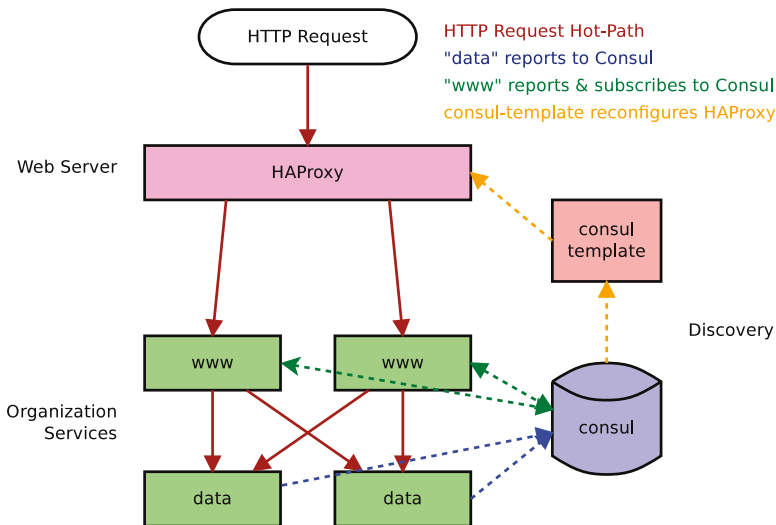 HTTP Request
HTTP Request Hot-Path
"data" reports to Consul
"www" reports & subscribes to Consul
consul-template reconfigures HAProxy
Web Server
HAProxy
consul
template
Discovery
www
www
Organization
Services
consul
data
data